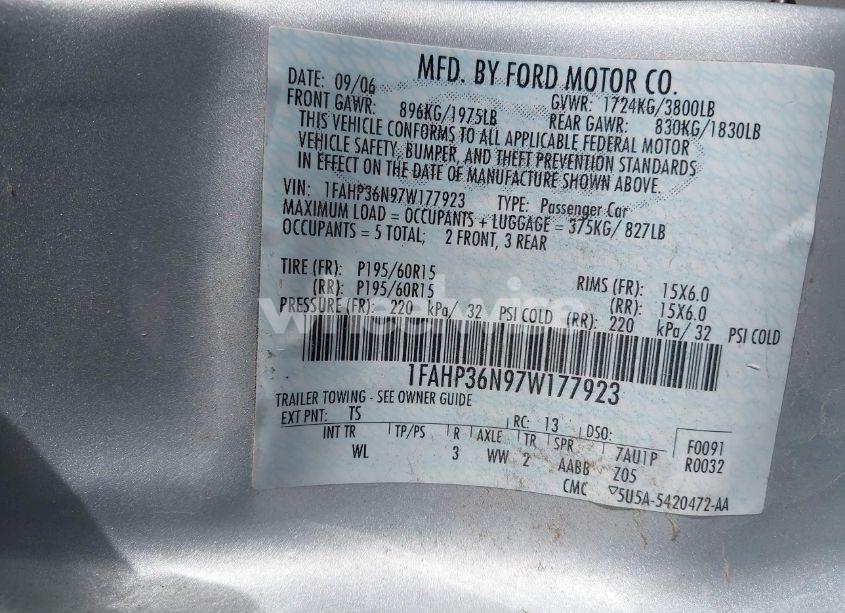 MFD. BY FORD MOTOR CO.
DATE: 09/06 GVWR: 1724KG/3800LB
FRONT GAWR: 896KG/1975LB REAR GAWR: 830KG/1830LB
THIS VEHICLE CONFORMS TO ALL APPLICABLE FEDERAL MOTOR
VEHICLE SAFETY, BUMPER, AND THEFT PREVENTION STANDARDS
IN EFFECT ON THE DATE OF MANUFACTURE SHOWN ABOVE.
VIN: 1FAHP36N97W177923 TYPE: Passenger Car
MAXIMUM LOAD = OCCUPANTS + LUGGAGE = 375KG/ 827LB
OCCUPANTS = 5 TOTAL; 2 FRONT, 3 REAR
TIRE (FR): P195/60R15 RIMS (FR): 15X6.0
(RR): P195/60R15 (RR): 15X6.0
PRESSURE (FR): 220 kPa/ 32 PSI COLD (RR): 220 kPa/ 32 PSI COLD
1FAHP36N97W177923
TRAILER TOWING - SEE OWNER GUIDE
EXT PNT: TS RC: 13 DSO: F0091
INT TR TP/PS R AXLE TR SPR 7AU1P R0032
WL 3 WW 2 AABB Z05
CMC 5U5A-5420472-AA